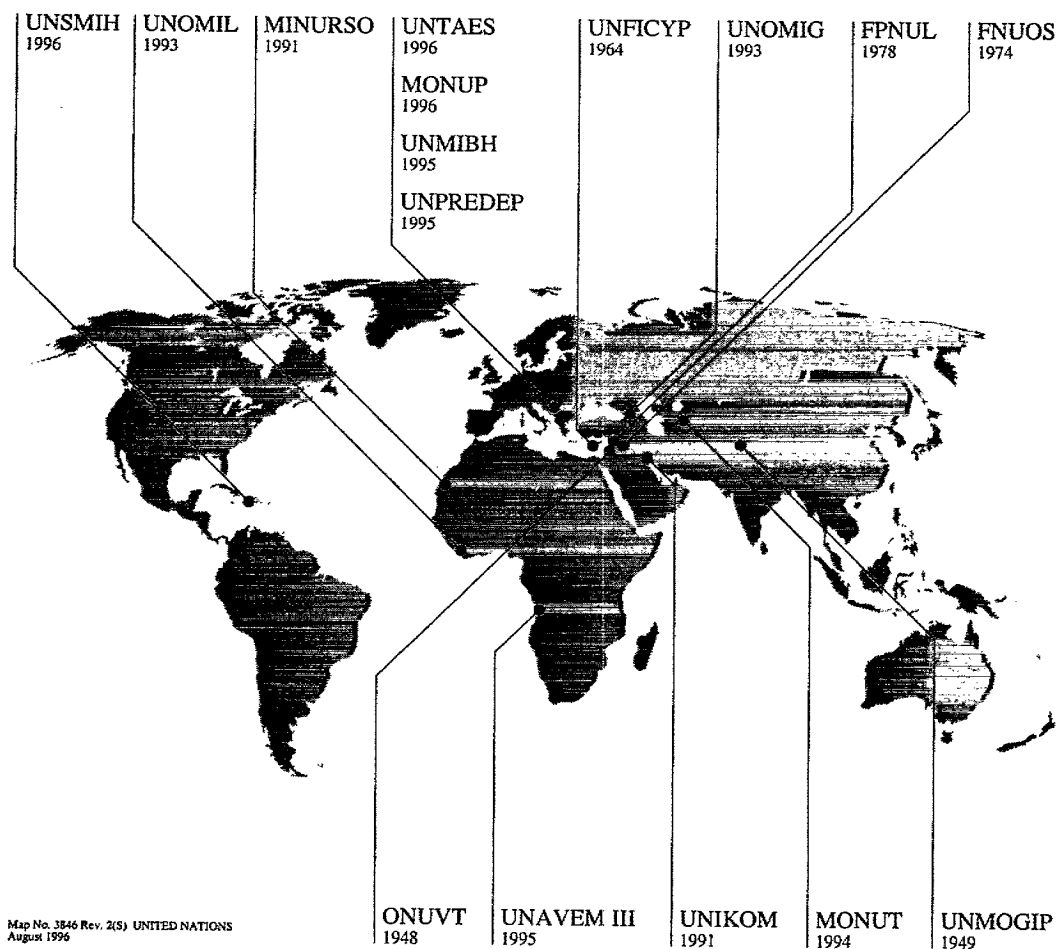 UNSMIH
1996
UNOMIL
1993
MINURSO
1991
UNTAES
1996
MONUP
1996
UNMIBH
1995
UNPREDEP
1995
UNFICYP
1964
UNOMIG
1993
FPNUL
1978
FNUOS
1974
ONUVT
1948
UNAVEM III
1995
UNIKOM
1991
MONUT
1994
UNMOGIP
1949
Map No. 3846 Rev. 2(S) UNITED NATIONS
August 1996